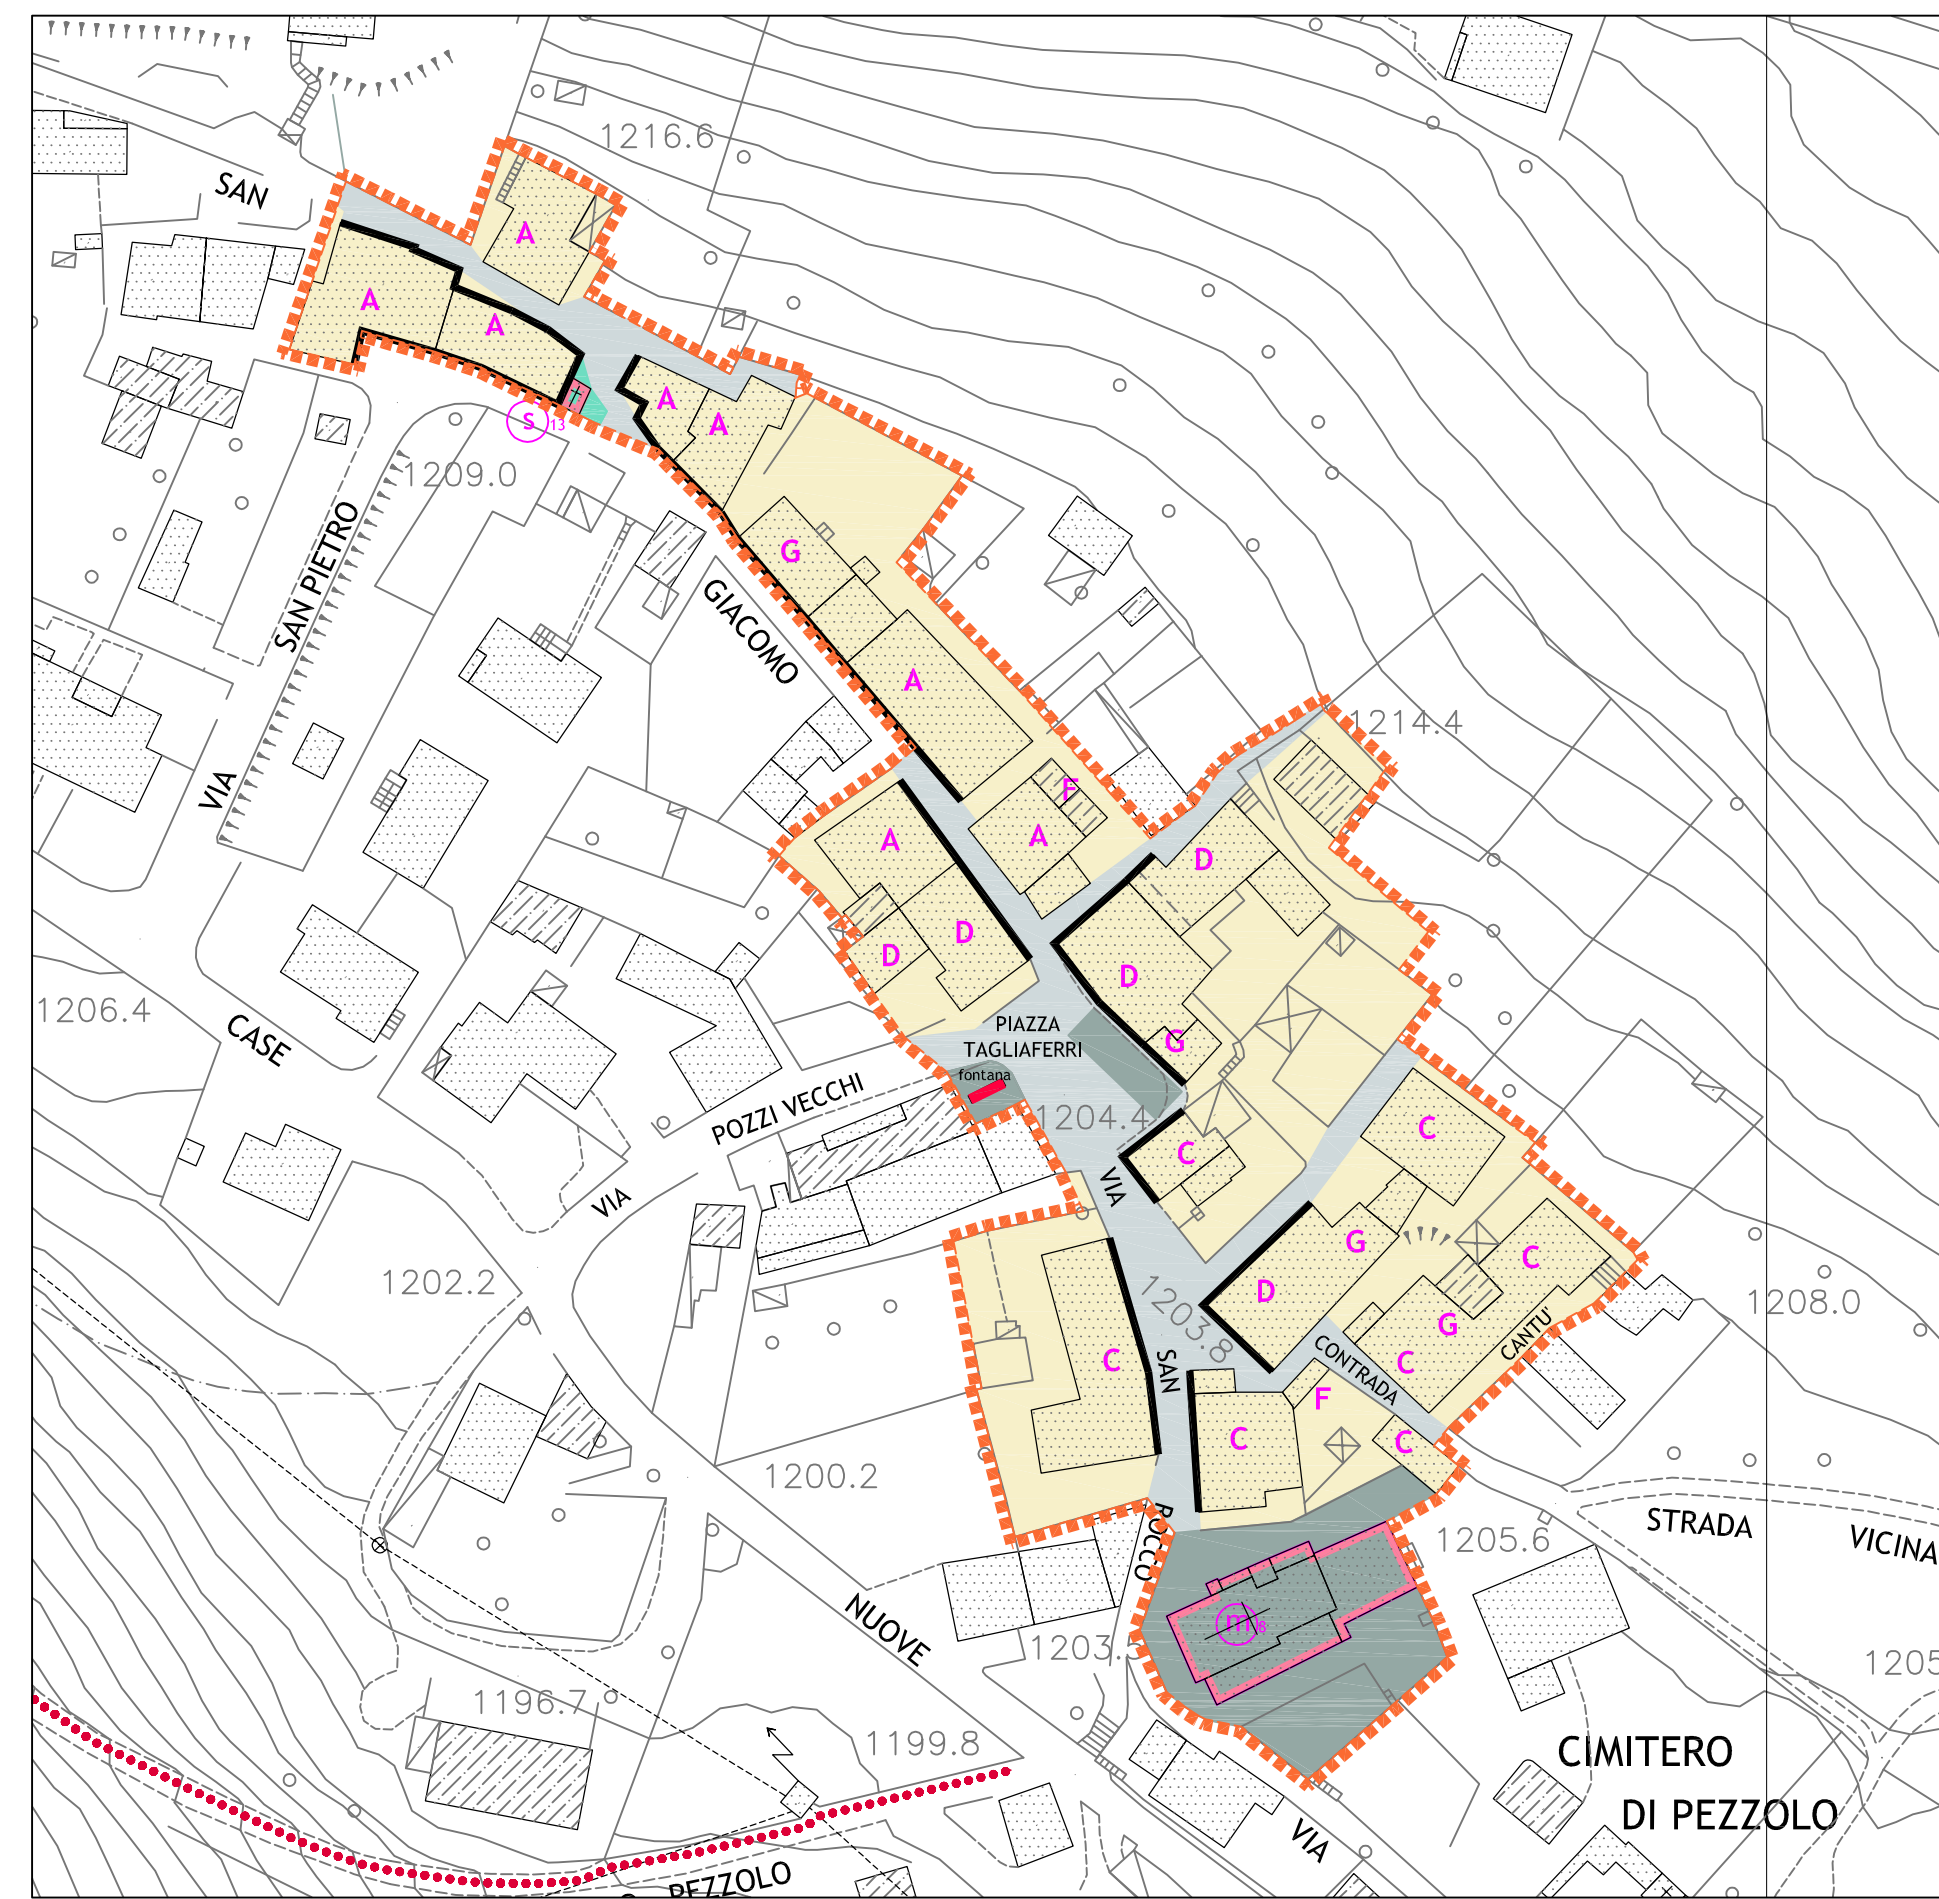 1216.6
SAN
A
A
A
A
A
S 13
1209.0
SAN PIETRO
VIA
G
GIACOMO
A
1214.4
F
A
A
D
D
D
D
1206.4
CASE
PIAZZA
TAGLIAFERRI
fontana
G
POZZI VECCHI
1204.4
C
C
VIA
VIA
G
C
D
1202.2
1203.8
1208.0
G
CANTU'
C
SAN
CONTRADA
C
F
C
C
1200.2
ROCCO
1205.6
STRADA
VICINA
m 8
NUOVE
1203.5
1205
1196.7
1199.8
CIMITERO
DI PEZZOLO
VIA
PEZZOLO